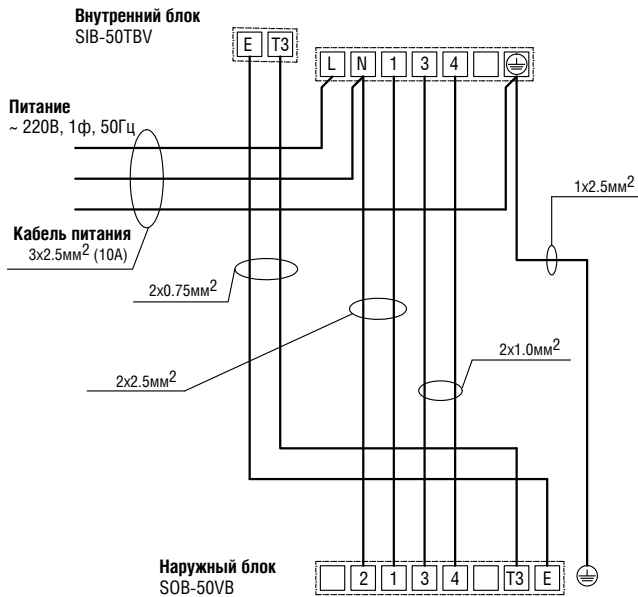 Внутренний блок
SIB-50TBV
E T3
L N 1 3 4
Питание
~ 220В, 1ф, 50Гц
1х2.5мм²
Кабель питания
3х2.5мм² (10А)
2х0.75мм²
2х1.0мм²
2х2.5мм²
Наружный блок
SOB-50VB
2 1 3 4 T3 E